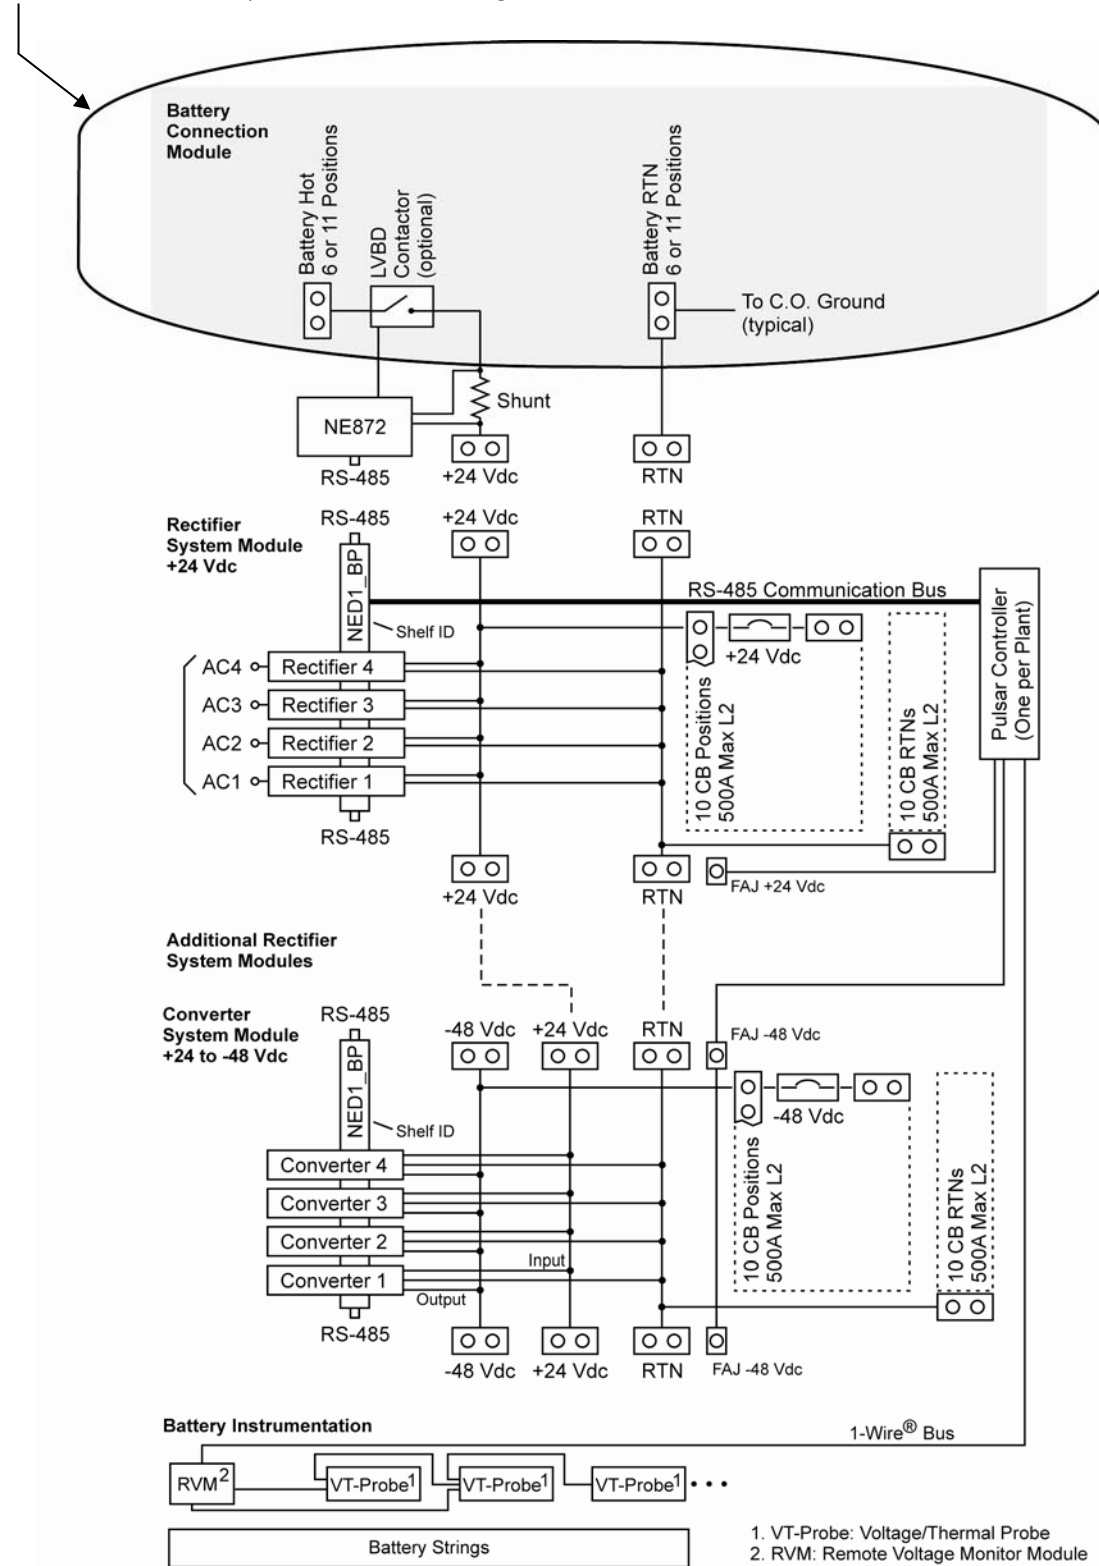 Battery
Connection
Module
Battery Hot
6 or 11 Positions
LVBD
Contactor
(optional)
Battery RTN
6 or 11 Positions
To C.O. Ground
(typical)
NE872
Shunt
RS-485
+24 Vdc
RTN
Rectifier
System Module
+24 Vdc
RS-485
+24 Vdc
RTN
NED1_BP
Shelf ID
RS-485 Communication Bus
Pulsar Controller
(One per Plant)
+24 Vdc
10 CB Positions
500A Max L2
10 CB RTNs
500A Max L2
AC4
Rectifier 4
AC3
Rectifier 3
AC2
Rectifier 2
AC1
Rectifier 1
RS-485
+24 Vdc
RTN
FAJ +24 Vdc
Additional Rectifier
System Modules
Converter
System Module
+24 to -48 Vdc
RS-485
-48 Vdc
+24 Vdc
RTN
FAJ -48 Vdc
NED1_BP
Shelf ID
-48 Vdc
10 CB Positions
500A Max L2
10 CB RTNs
500A Max L2
Converter 4
Converter 3
Converter 2
Converter 1
Input
Output
RS-485
-48 Vdc
+24 Vdc
RTN
FAJ -48 Vdc
Battery Instrumentation
1-Wire® Bus
RVM2
VT-Probe1
VT-Probe1
VT-Probe1
Battery Strings
1. VT-Probe: Voltage/Thermal Probe
2. RVM: Remote Voltage Monitor Module